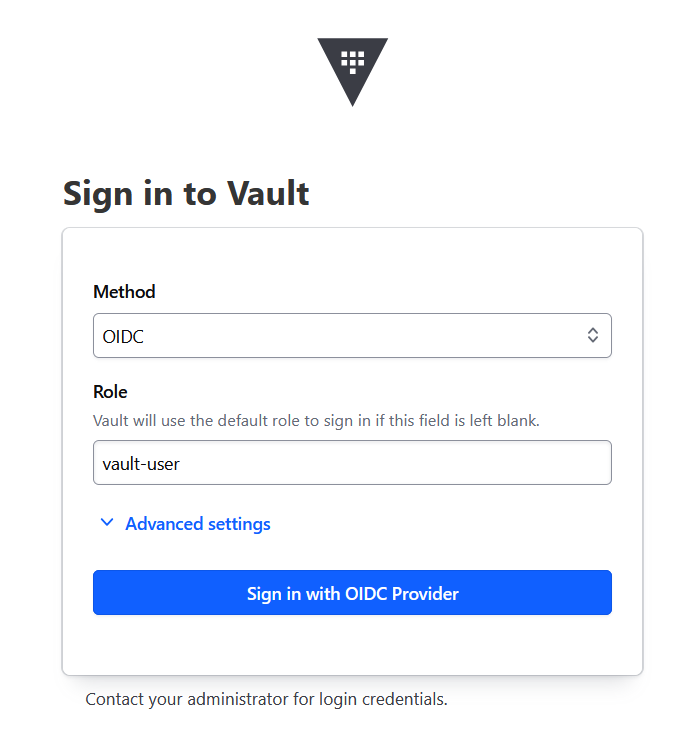 Sign in to Vault
Method
OIDC
Role
Vault will use the default role to sign in if this field is left blank.
vault-user
Advanced settings
Sign in with OIDC Provider
Contact your administrator for login credentials.